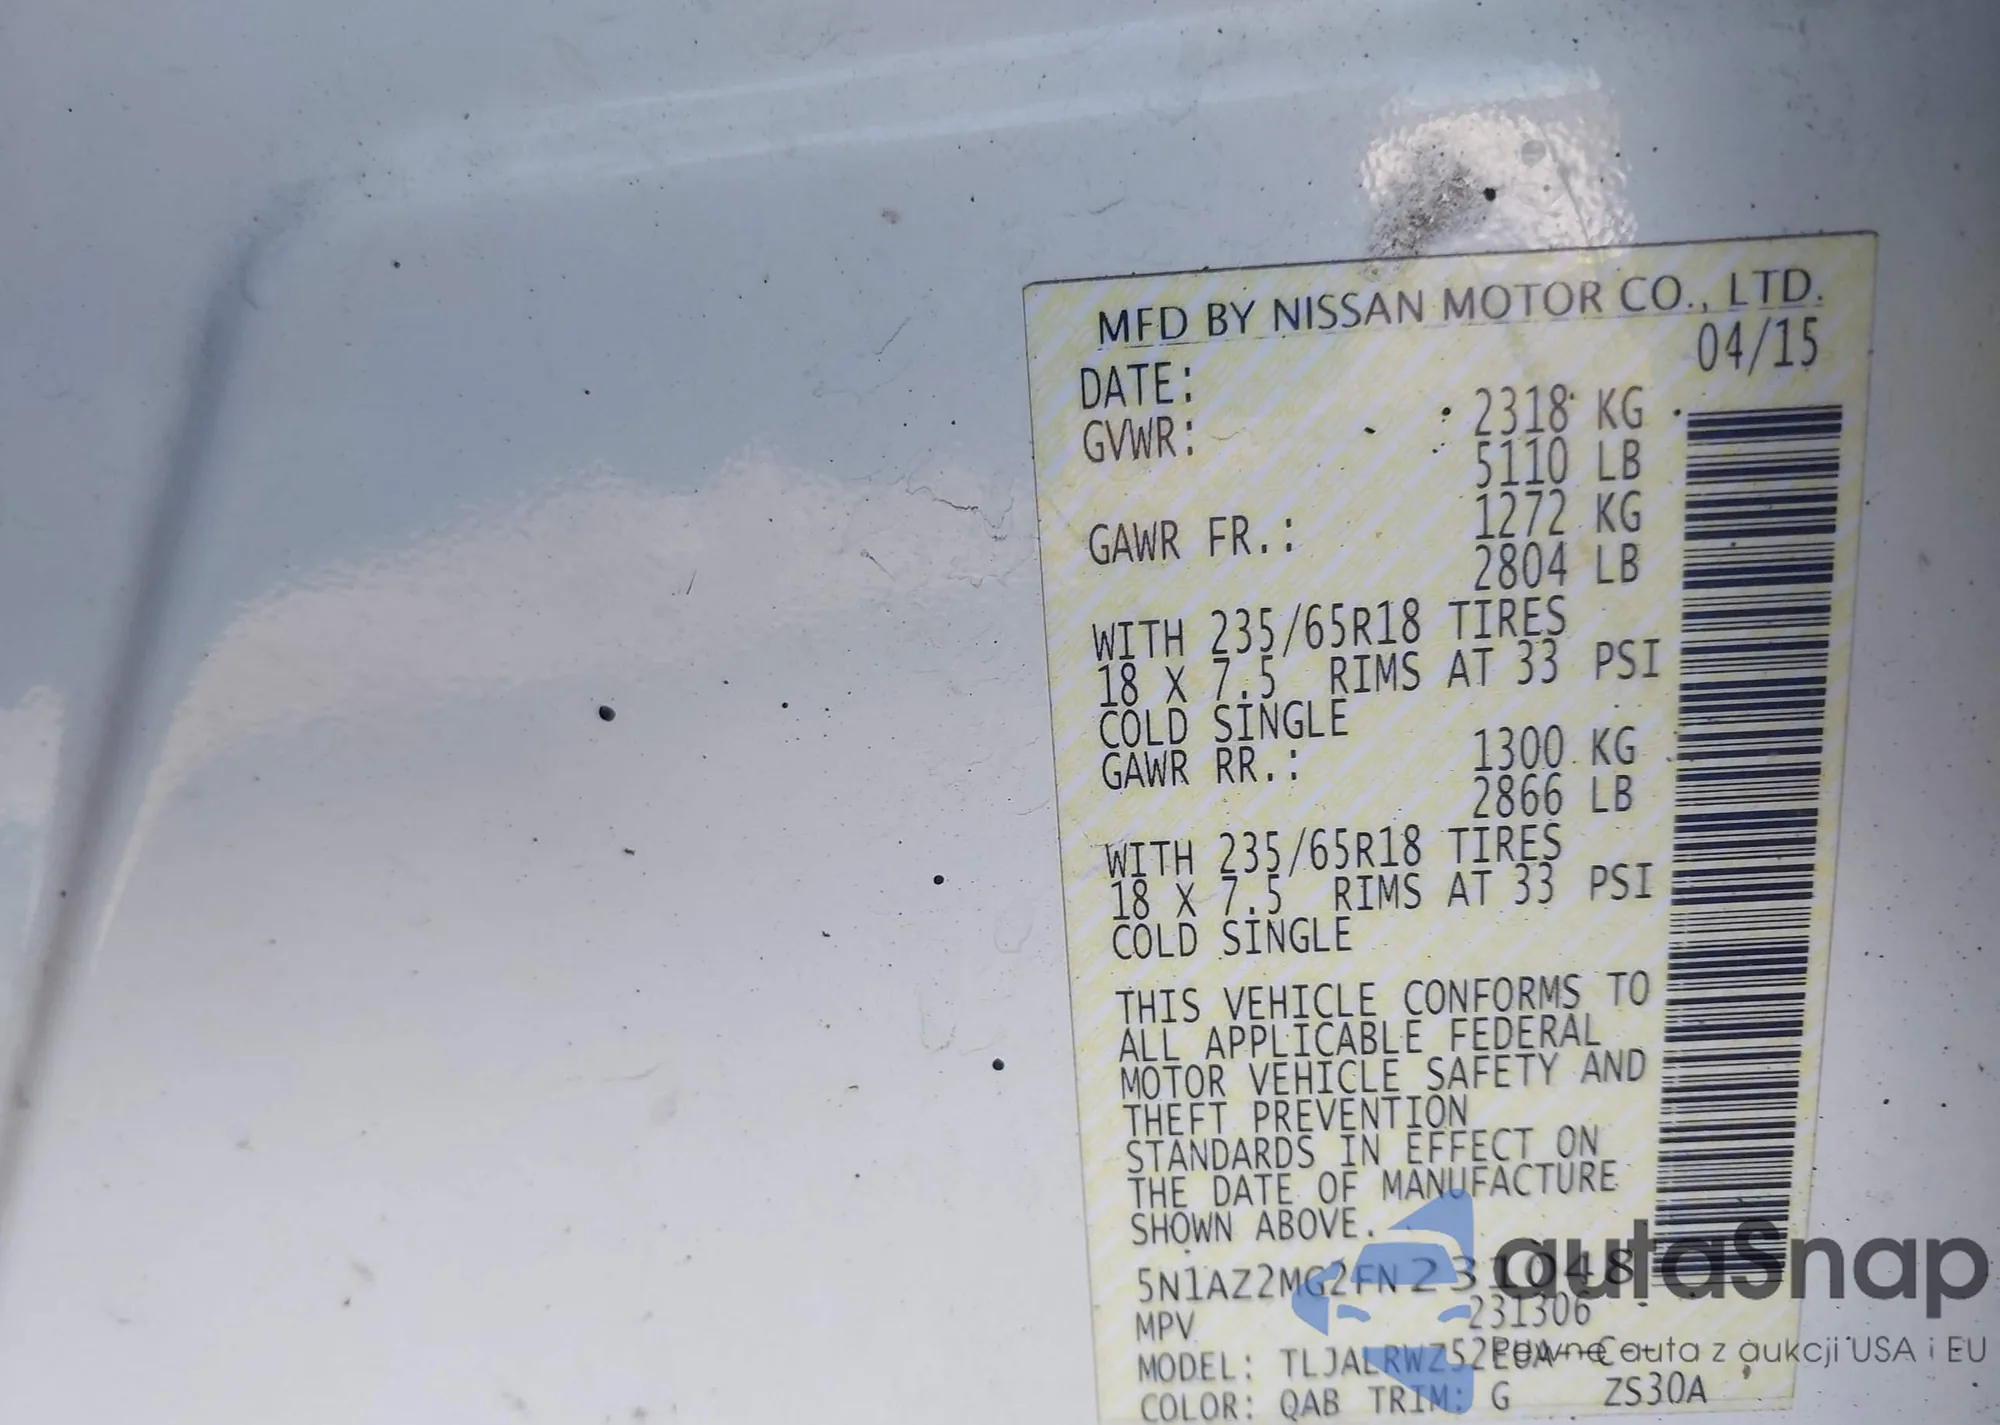 MFD BY NISSAN MOTOR CO., LTD.
DATE: 04/15
GVWR: 2318 KG
5110 LB
GAWR FR.: 1272 KG
2804 LB
WITH 235/65R18 TIRES
18 X 7.5 RIMS AT 33 PSI
COLD SINGLE
GAWR RR.: 1300 KG
2866 LB
WITH 235/65R18 TIRES
18 X 7.5 RIMS AT 33 PSI
COLD SINGLE
THIS VEHICLE CONFORMS TO
ALL APPLICABLE FEDERAL
MOTOR VEHICLE SAFETY AND
THEFT PREVENTION
STANDARDS IN EFFECT ON
THE DATE OF MANUFACTURE
SHOWN ABOVE.
5N1AZ2MG2FN231048
MPV 231306
MODEL: TLJALRWZ52EUA--C--
COLOR: QAB TRIM: G ZS30A
autaSnap
Pewne auta z aukcji USA i EU